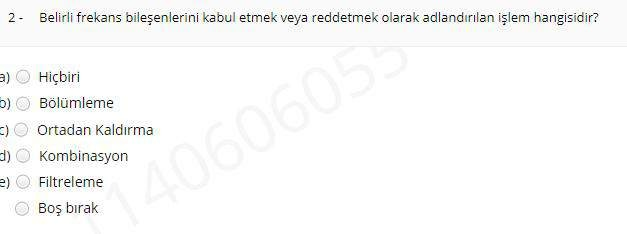 2 - Belirli frekans bileşenlerini kabul etmek veya reddetmek olarak adlandırılan işlem hangisidir?
a) Hiçbiri
b) Bölümleme
c) Ortadan Kaldırma
d) Kombinasyon
e) Filtreleme
Boş bırak